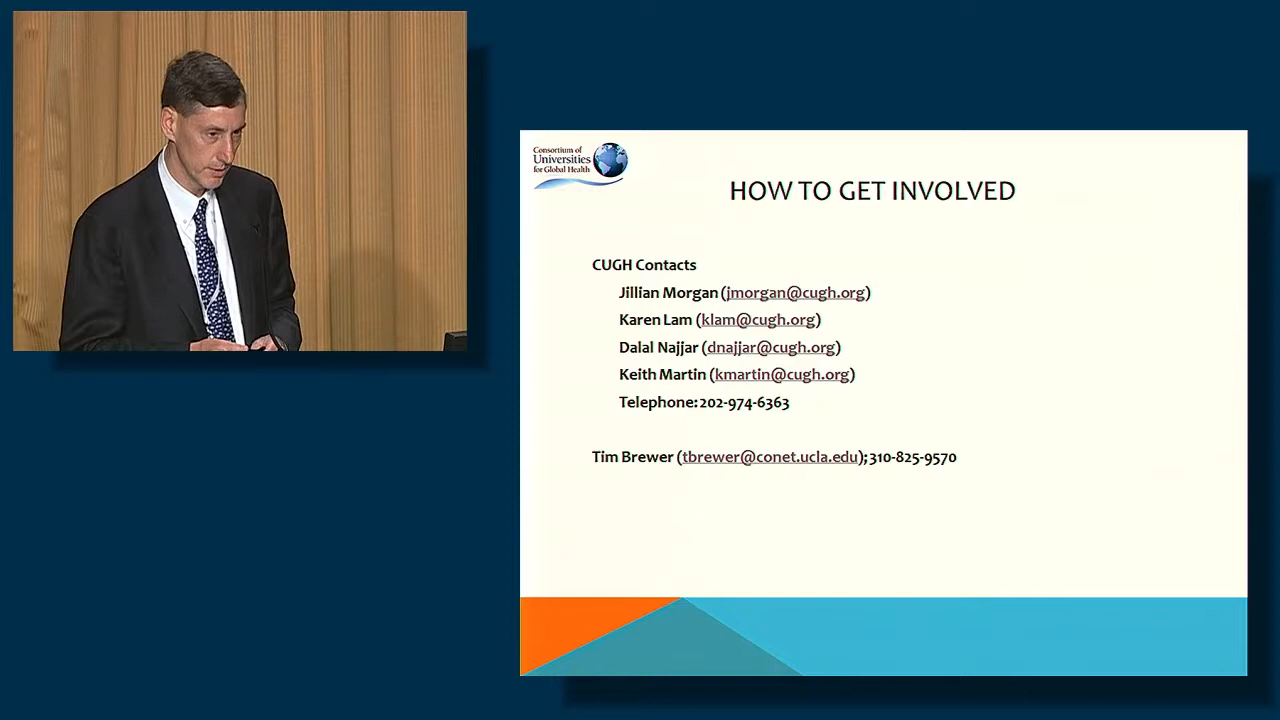 Consortium of
Universities
for Global Health
HOW TO GET INVOLVED
CUGH Contacts
Jillian Morgan (jmorgan@cugh.org)
Karen Lam (klam@cugh.org)
Dalal Najjar (dnajjar@cugh.org)
Keith Martin (kmartin@cugh.org)
Telephone: 202-974-6363
Tim Brewer (tbrewer@conet.ucla.edu); 310-825-9570